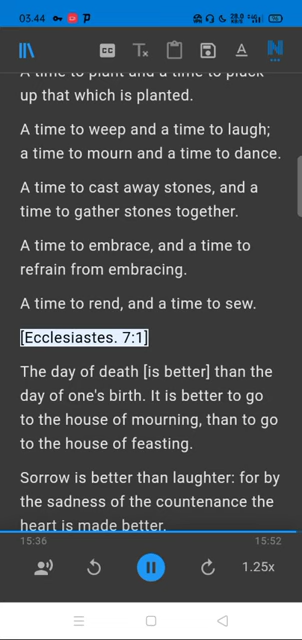 03.44
A time to plant and a time to pluck
up that which is planted.
A time to weep and a time to laugh;
a time to mourn and a time to dance.
A time to cast away stones, and a
time to gather stones together.
A time to embrace, and a time to
refrain from embracing.
A time to rend, and a time to sew.
[Ecclesiastes. 7:1]
The day of death [is better] than the
day of one's birth. It is better to go
to the house of mourning, than to go
to the house of feasting.
Sorrow is better than laughter: for by
the sadness of the countenance the
heart is made better.
15:36
15:52
1.25x